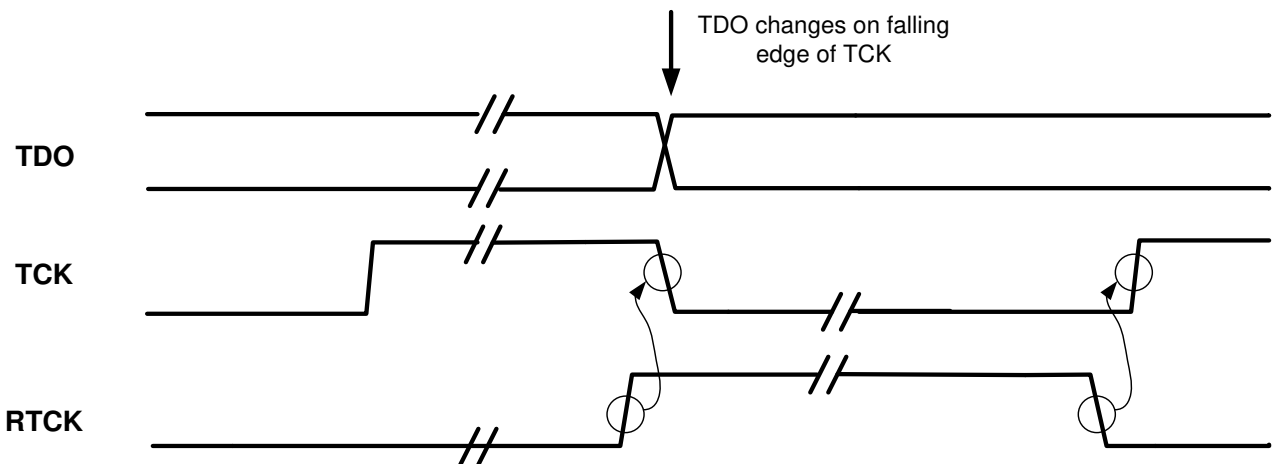 TDO changes on falling
edge of TCK
TDO
TCK
RTCK